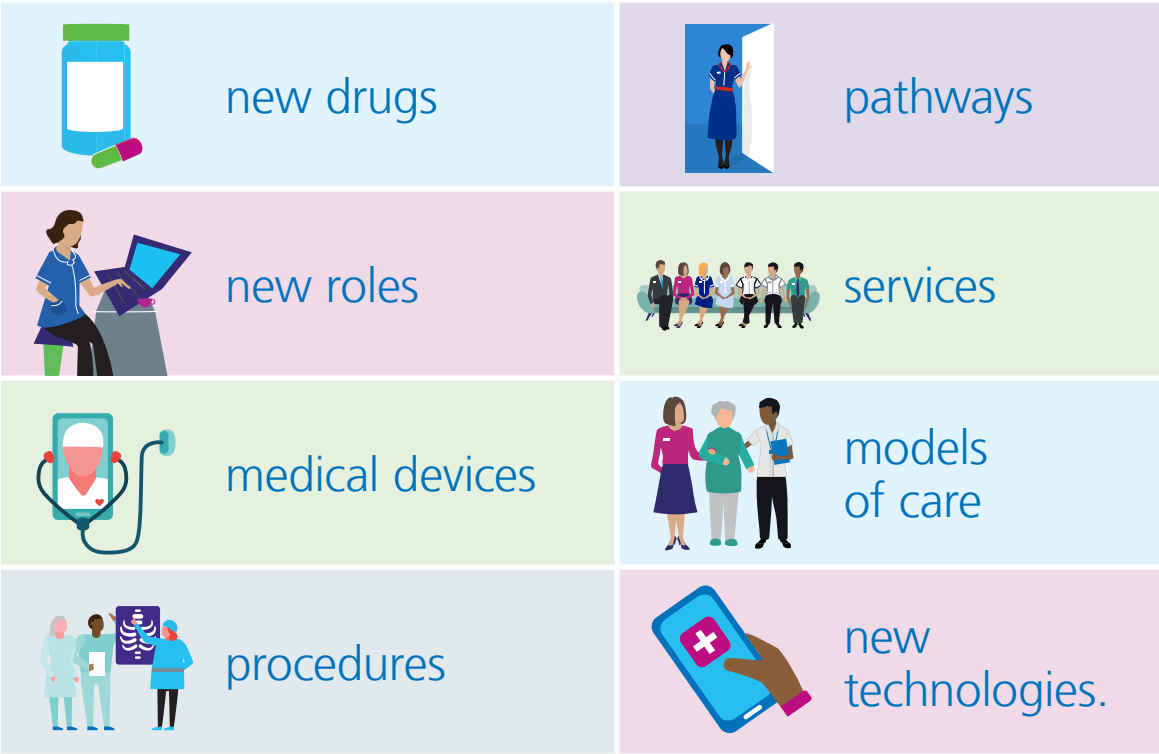 new drugs
pathways
new roles
services
medical devices
models
of care
procedures
new
technologies.